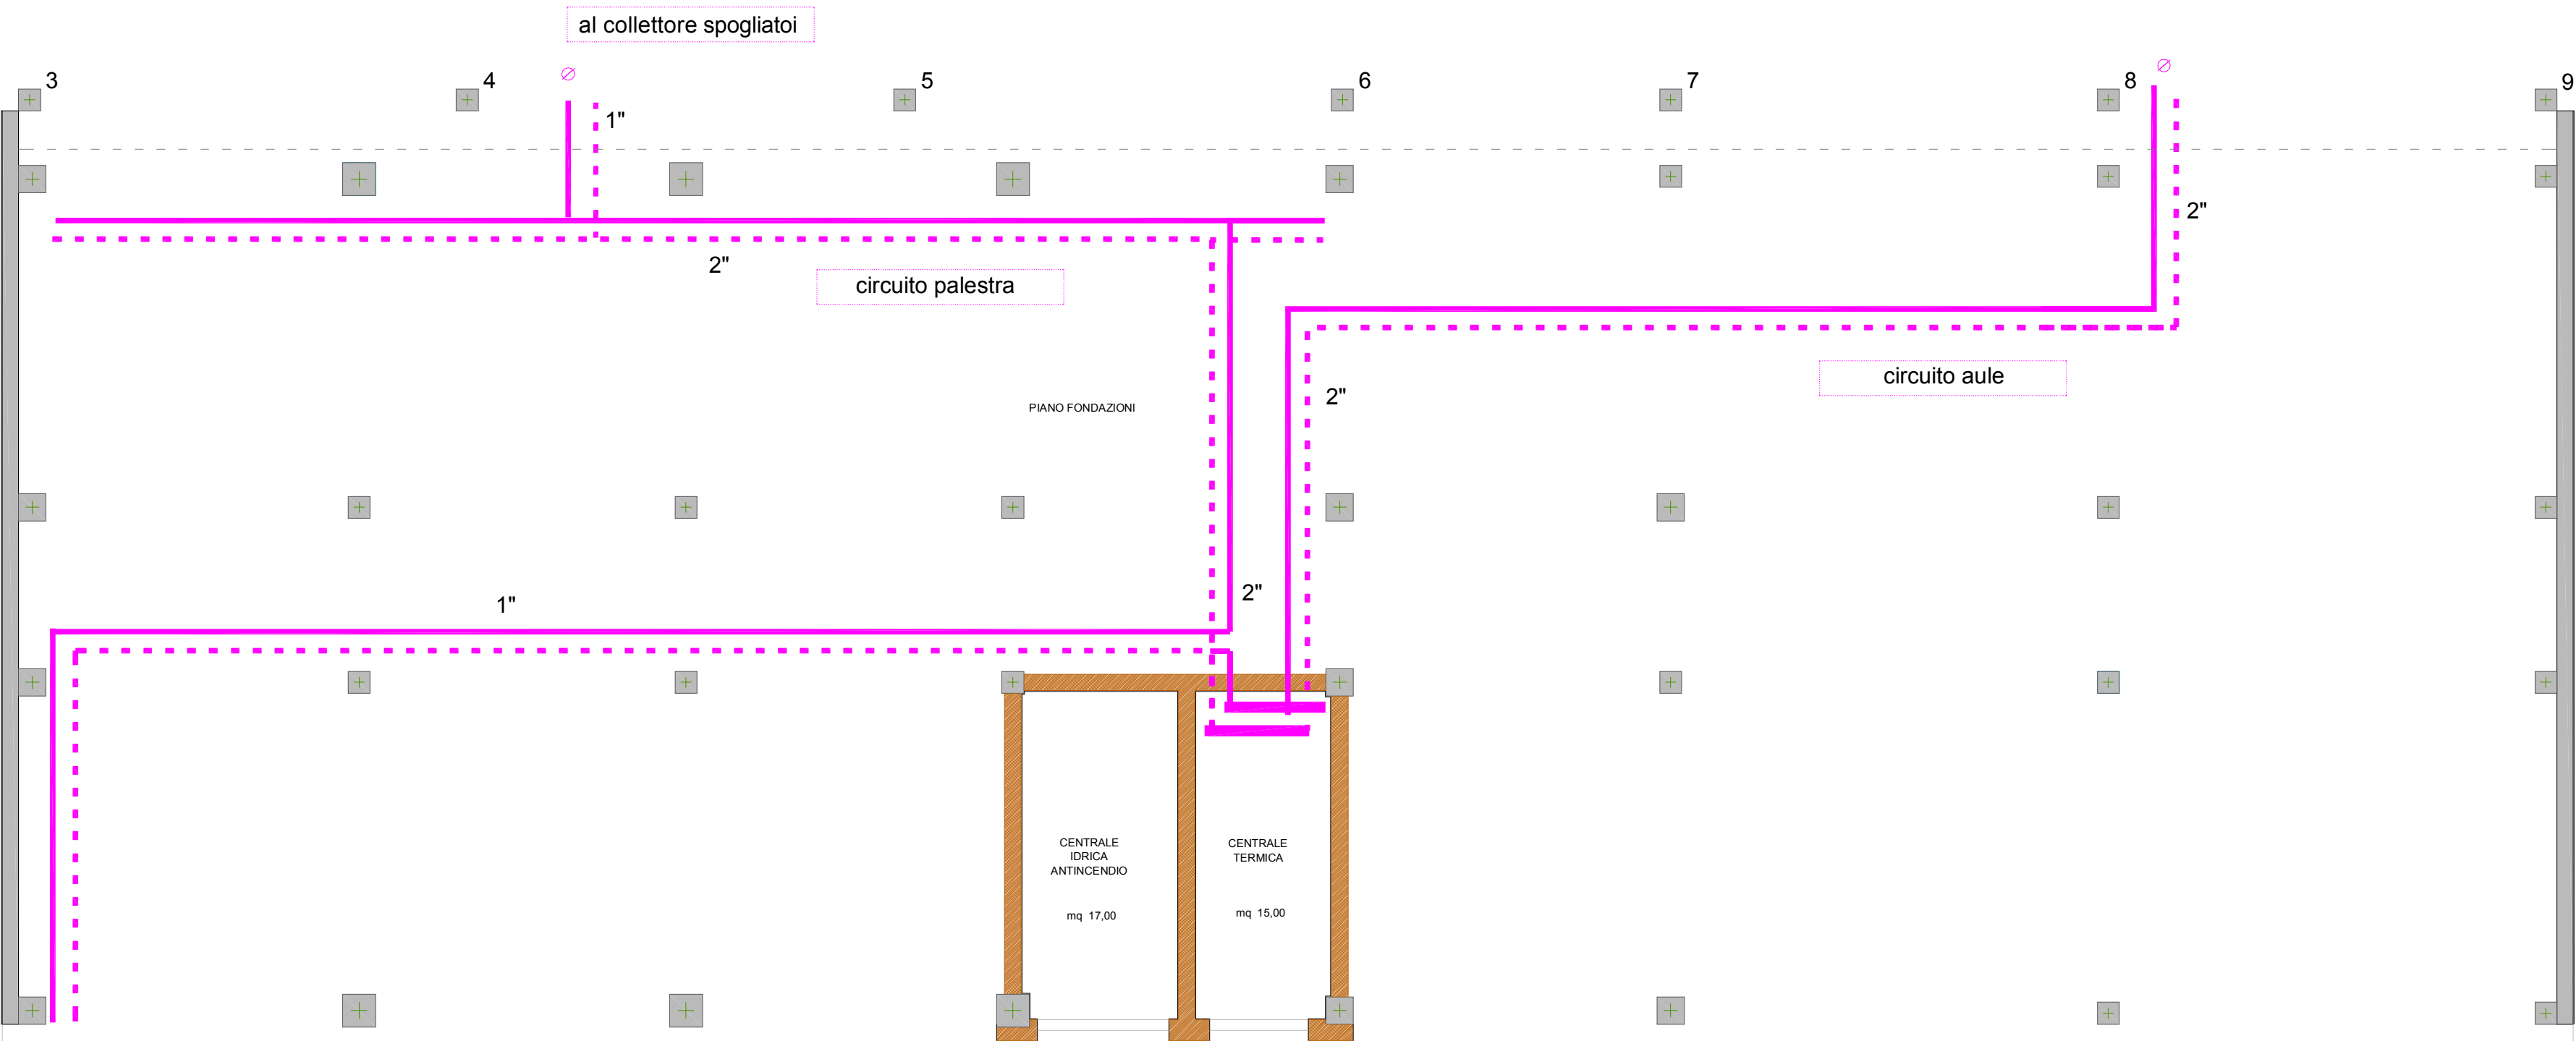 al collettore spogliatoi
3
4
5
6
7
8
9
1"
2"
2"
circuito palestra
circuito aule
2"
PIANO FONDAZIONI
2"
1"
CENTRALE
IDRICA
ANTINCENDIO
mq 17,00
CENTRALE
TERMICA
mq 15,00